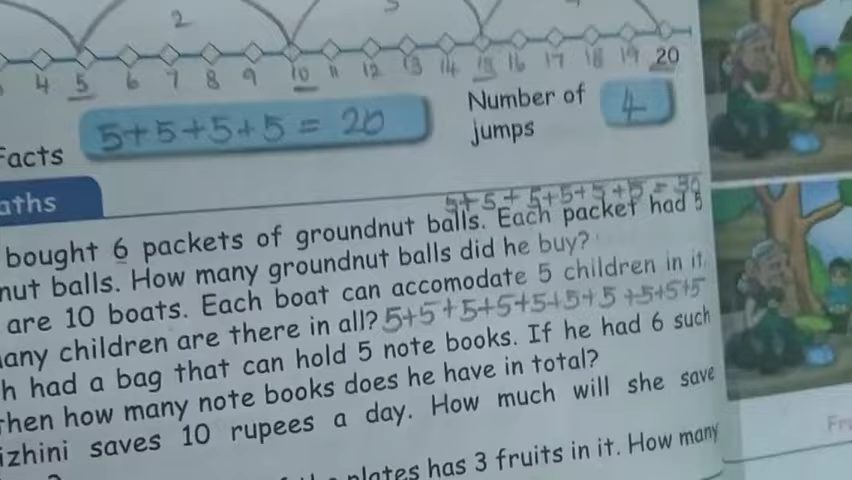 2
4 5 6 7 8 9 10 11 12 13 14 15 16 17 18 19 20
5+5+5+5 = 20
Number of
jumps
4
Facts
aths
5+5+5+5+5+5 = 30
bought 6 packets of groundnut balls. Each packet had 5
nut balls. How many groundnut balls did he buy?
are 10 boats. Each boat can accomodate 5 children in it.
any children are there in all? 5+5+5+5+5+5+5+5+5+5
h had a bag that can hold 5 note books. If he had 6 such
then how many note books does he have in total?
izhini saves 10 rupees a day. How much will she save
plates has 3 fruits in it. How many